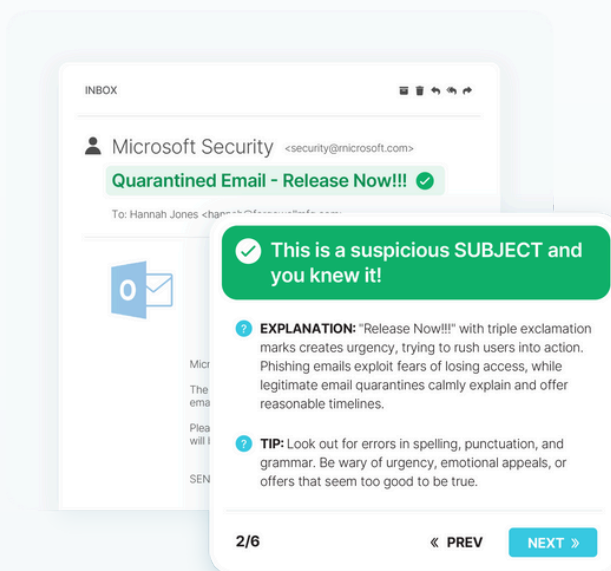 INBOX
Microsoft Security <security@rnicrosoft.com>
Quarantined Email - Release Now!!!
To: Hannah Jones
This is a suspicious SUBJECT and
you knew it!
O
EXPLANATION: "Release Now!!!" with triple exclamation
marks creates urgency, trying to rush users into action.
Phishing emails exploit fears of losing access, while
legitimate email quarantines calmly explain and offer
reasonable timelines.
The
TIP: Look out for errors in spelling, punctuation, and
grammar. Be wary of urgency, emotional appeals, or
offers that seem too good to be true.
2/6
« PREV
NEXT »